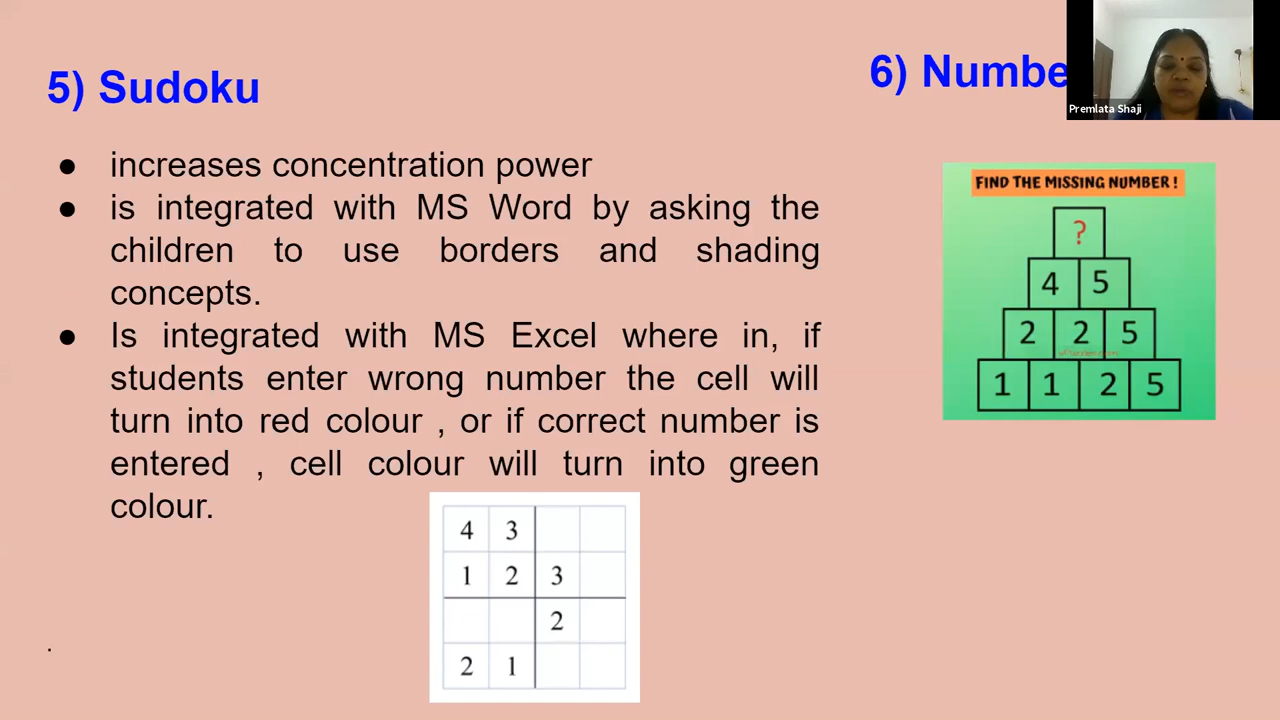 5) Sudoku
● increases concentration power
● is integrated with MS Word by asking the
children to use borders and shading
concepts.
● Is integrated with MS Excel where in, if
students enter wrong number the cell will
turn into red colour , or if correct number is
entered , cell colour will turn into green
colour.
4 3
1 2 3
2
2 1
.
6) Numbe
Premlata Shaji
FIND THE MISSING NUMBER !
?
4 5
2 2 5
1 1 2 5